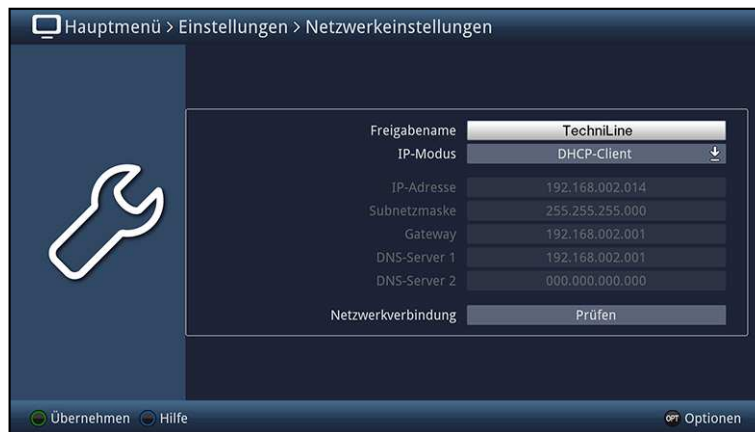 Hauptmenü > Einstellungen > Netzwerkeinstellungen
Freigabename TechniLine
IP-Modus DHCP-Client
IP-Adresse 192.168.002.014
Subnetzmaske 255.255.255.000
Gateway 192.168.002.001
DNS-Server 1 192.168.002.001
DNS-Server 2 000.000.000.000
Netzwerkverbindung Prüfen
Übernehmen Hilfe OPT Optionen